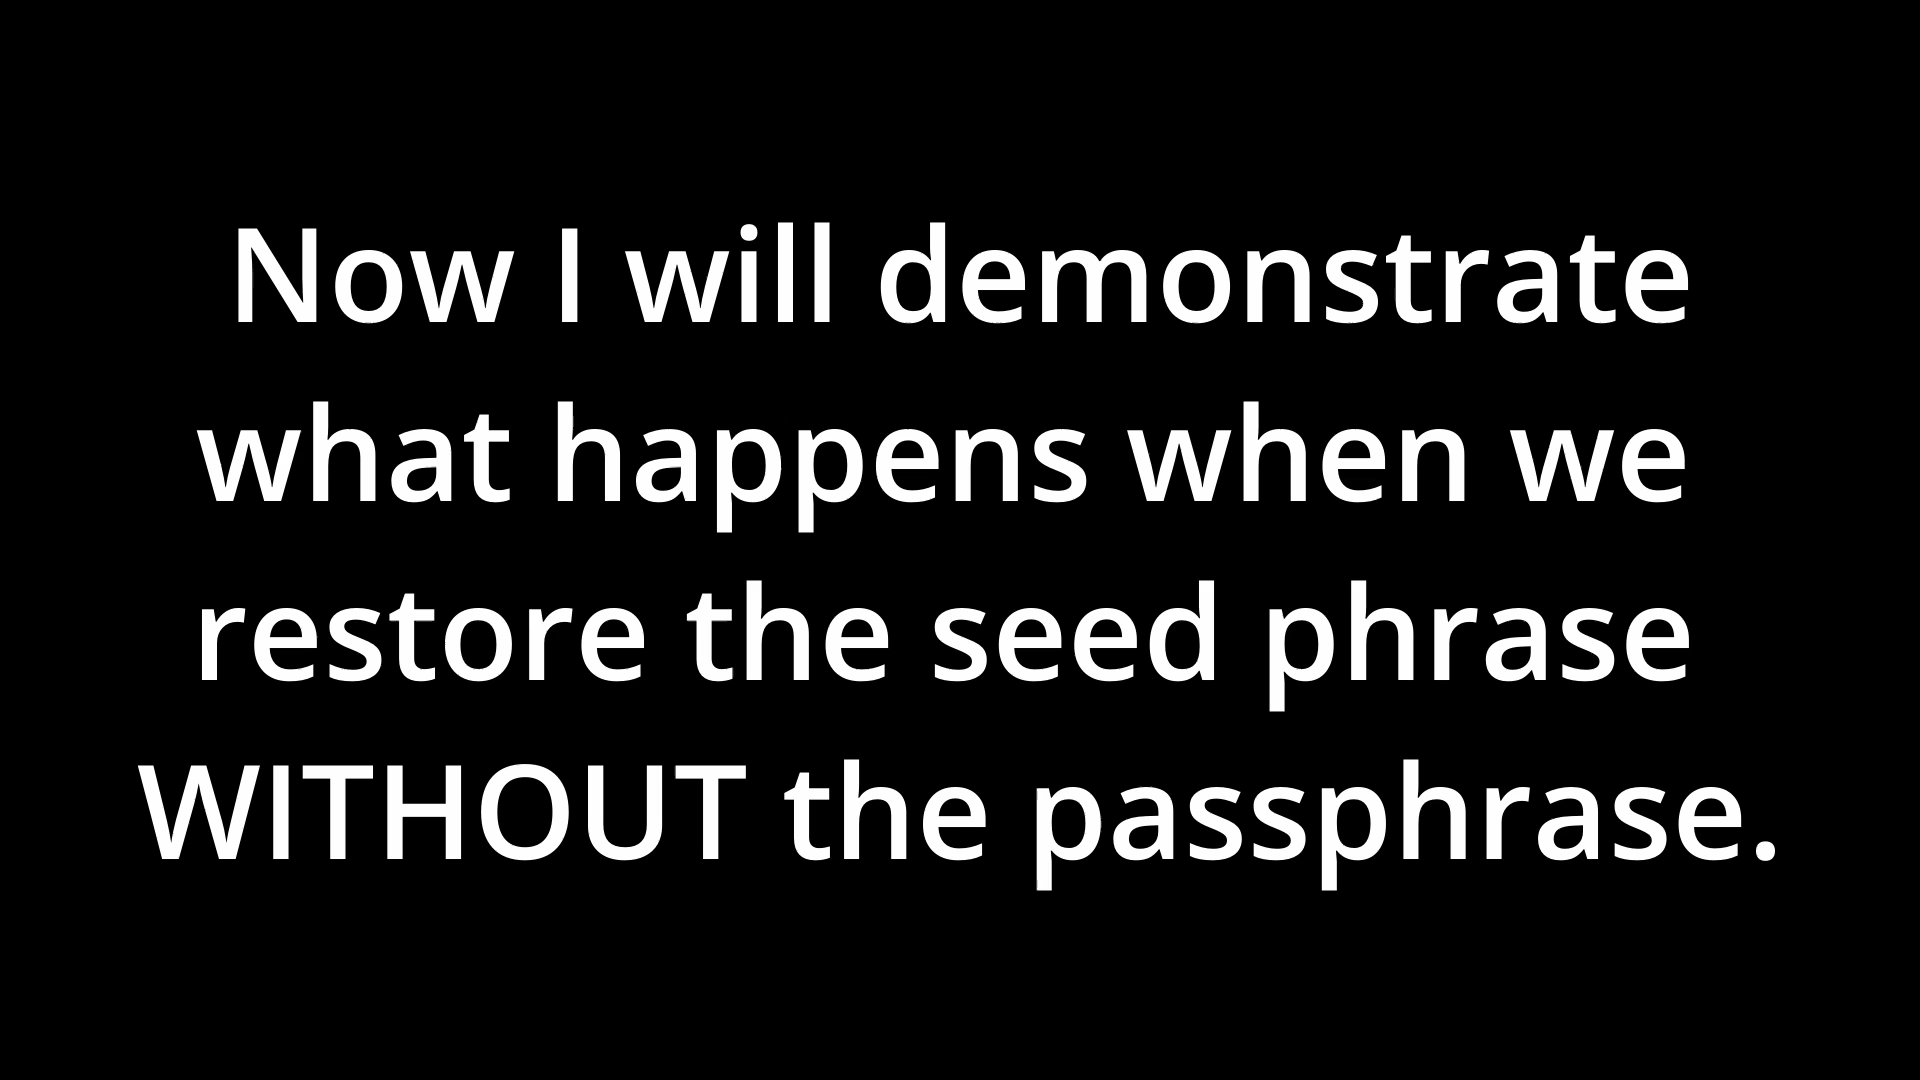 Now I will demonstrate
what happens when we
restore the seed phrase
WITHOUT the passphrase.